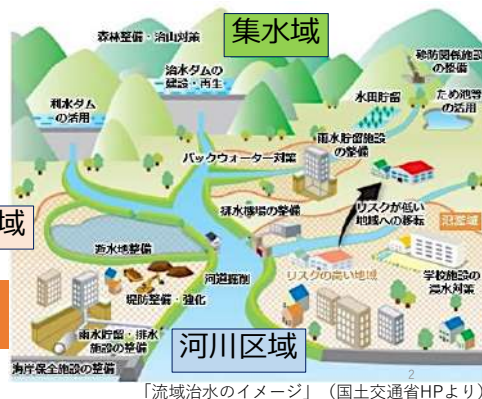 集水域
森林整備・治山対策
治水ダムの
建設・再生
砂防関係施設
の整備
利水ダム
の活用
水田貯留
ため池等
の活用
雨水貯留施設
の整備
バックウォーター対策
排水機場の整備
リスクが低い
地域への移転
氾濫域
域
遊水地整備
河道掘削
リスクの高い地域
学校施設の
浸水対策
堤防整備・強化
雨水貯留・排水
施設の整備
河川区域
海岸保全施設の整備
2
「流域治水のイメージ」（国土交通省HPより）